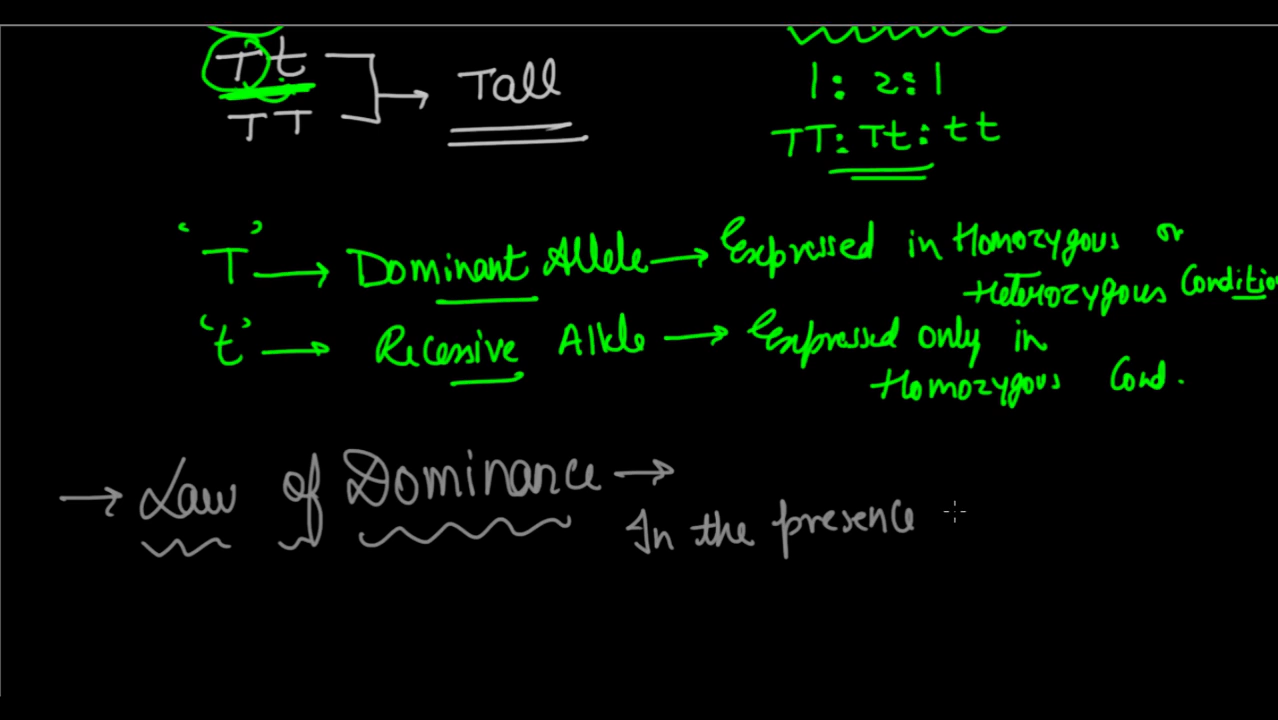 Tt
TT
→ Tall
1 : 2 : 1
TT : Tt : tt
'T' → Dominant Allele → Expressed in Homozygous or
Heterozygous Condition
't' → Recessive Allele → Expressed only in
Homozygous Cond.
→ Law of Dominance →
In the presence